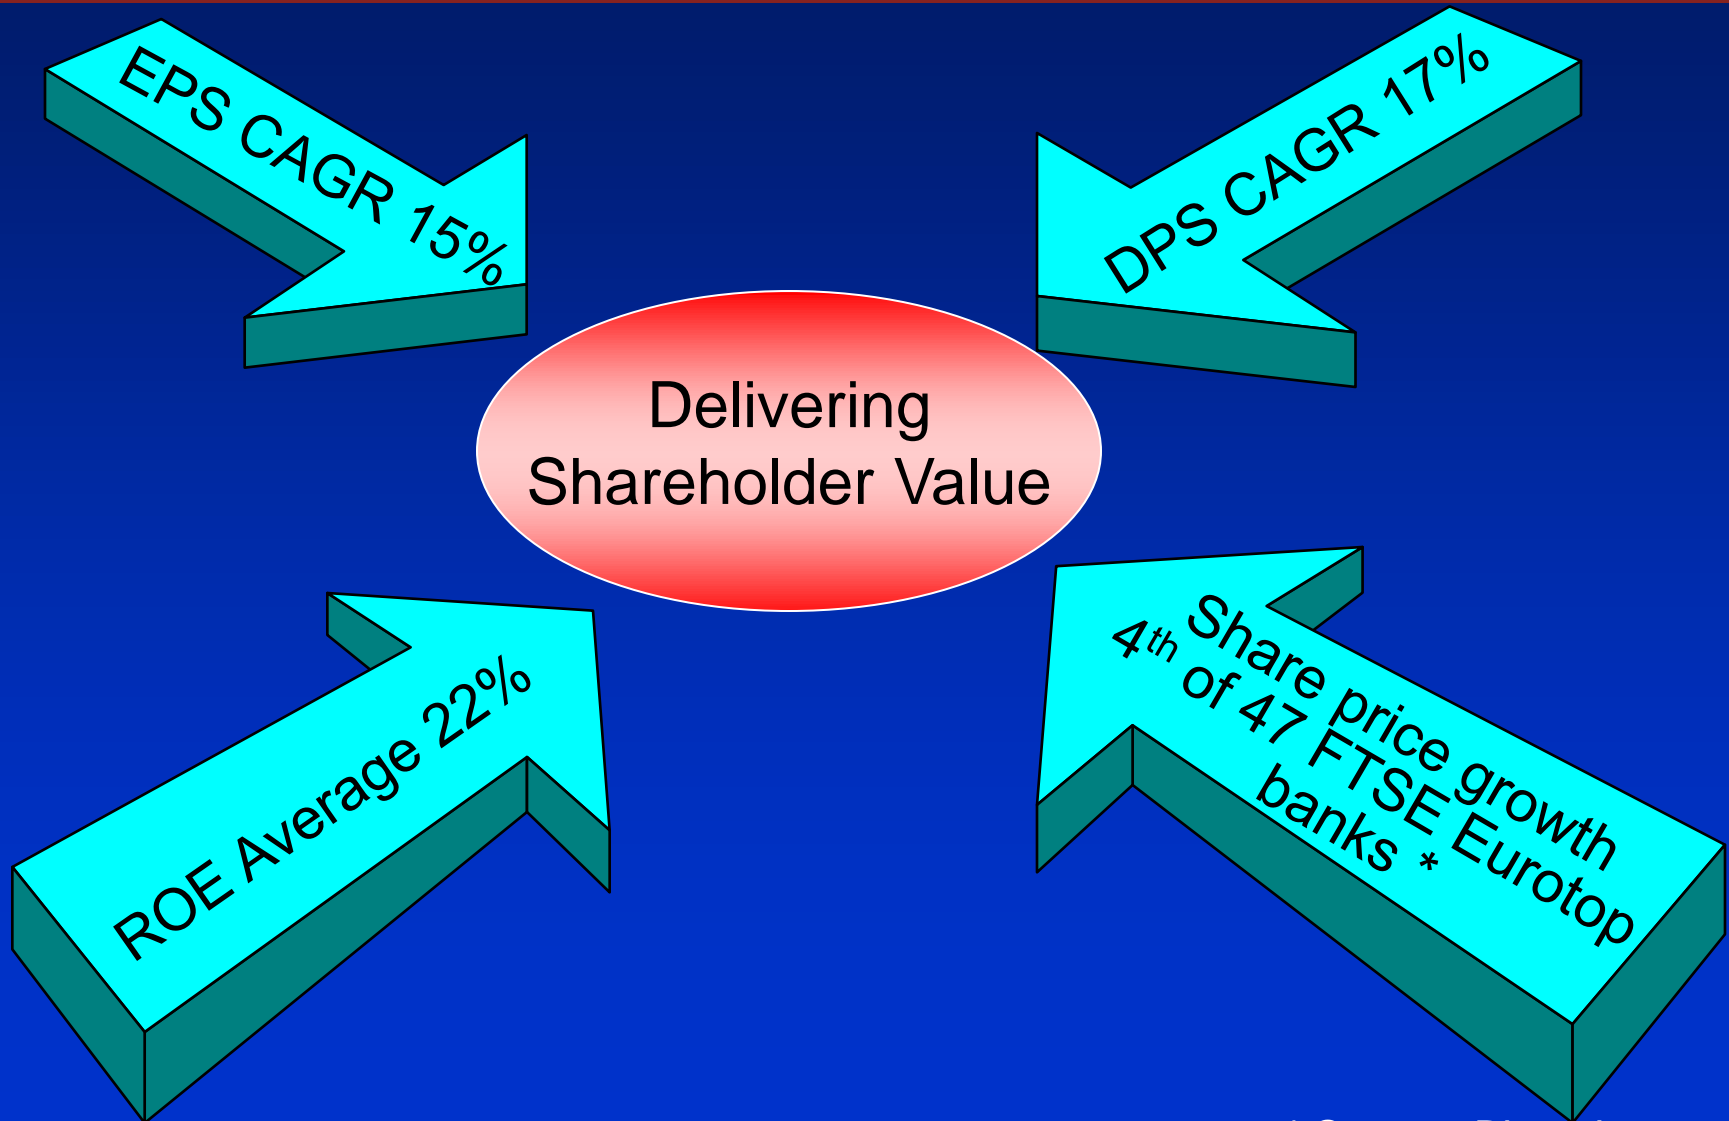 EPS CAGR 15%
DPS CAGR 17%
Delivering
Shareholder Value
ROE Average 22%
Share price growth
4th of 47 FTSE Eurotop
banks *